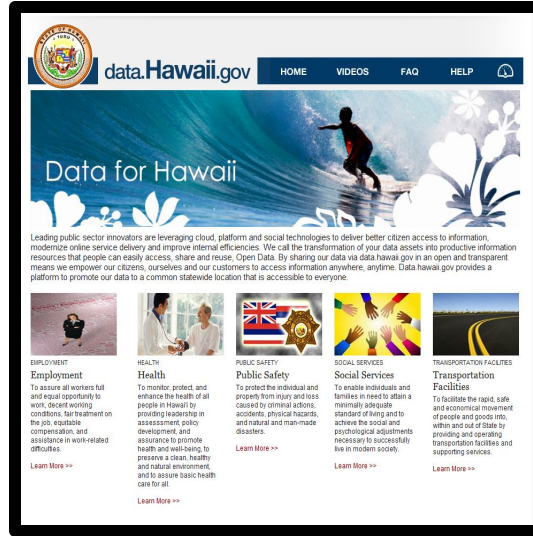 STATE OF HAWAII
1959
data.Hawaii.gov
HOME VIDEOS FAQ HELP
Data for Hawaii
Leading public sector innovators are leveraging cloud, platform and social technologies to deliver better citizen access to information,
modernize online service delivery and improve internal efficiencies. We call the transformation of your data assets into productive information
resources that people can easily access, share and reuse, Open Data. By sharing our data via data.hawaii.gov in an open and transparent
means we empower our citizens, ourselves and our customers to access information anywhere, anytime. Data.hawaii.gov provides a
platform to promote our data to a common statewide location that is accessible to everyone.
EMPLOYMENT
Employment
To assure all workers full
and equal opportunity to
work, decent working
conditions, fair treatment on
the job, equitable
compensation, and
assistance in work-related
difficulties.
Learn More >>
HEALTH
Health
To monitor, protect, and
enhance the health of all
people in Hawai'i by
providing leadership in
assesssment, policy
development, and
assurance to promote
health and well-being, to
preserve a clean, healthy
and natural environment,
and to assure basic health
care for all.
Learn More >>
PUBLIC SAFETY
Public Safety
To protect the individual and
property from injury and loss
caused by criminal actions,
accidents, physical hazards,
and natural and man-made
disasters.
Learn More >>
SOCIAL SERVICES
Social Services
To enable individuals and
families in need to attain a
minimally adequate
standard of living and to
achieve the social and
psychological adjustments
necessary to successfully
live in modern society.
Learn More >>
TRANSPORTATION FACILITIES
Transportation
Facilities
To facilitate the rapid, safe
and economical movement
of people and goods into,
within and out of State by
providing and operating
transportation facilities and
supporting services.
Learn More >>